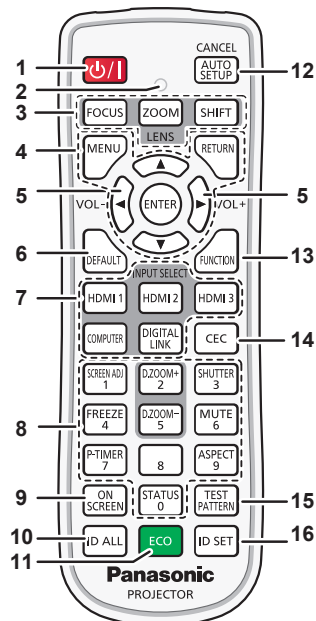 CANCEL
1
⏻/I
AUTO SETUP
12
2
3
FOCUS
ZOOM
SHIFT
LENS
4
MENU
RETURN
▲
5
VOL-
◀
ENTER
▶
VOL+
5
▼
6
DEFAULT
FUNCTION
13
INPUT SELECT
7
HDMI 1
HDMI 2
HDMI 3
COMPUTER
DIGITAL LINK
CEC
14
SCREEN ADJ
1
D.ZOOM+
2
SHUTTER
3
8
FREEZE
4
D.ZOOM-
5
MUTE
6
P-TIMER
7
8
ASPECT
9
9
ON SCREEN
STATUS
0
TEST PATTERN
15
10
ID ALL
11
ECO
ID SET
16
Panasonic
PROJECTOR